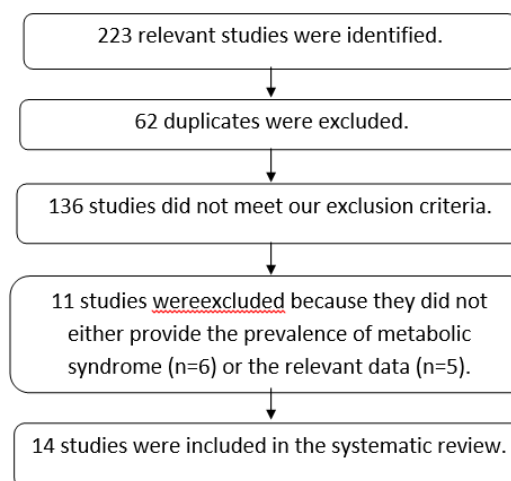 223 relevant studies were identified.
62 duplicates were excluded.
136 studies did not meet our exclusion criteria.
11 studies wereexcluded because they did not
either provide the prevalence of metabolic
syndrome (n=6) or the relevant data (n=5).
14 studies were included in the systematic review.